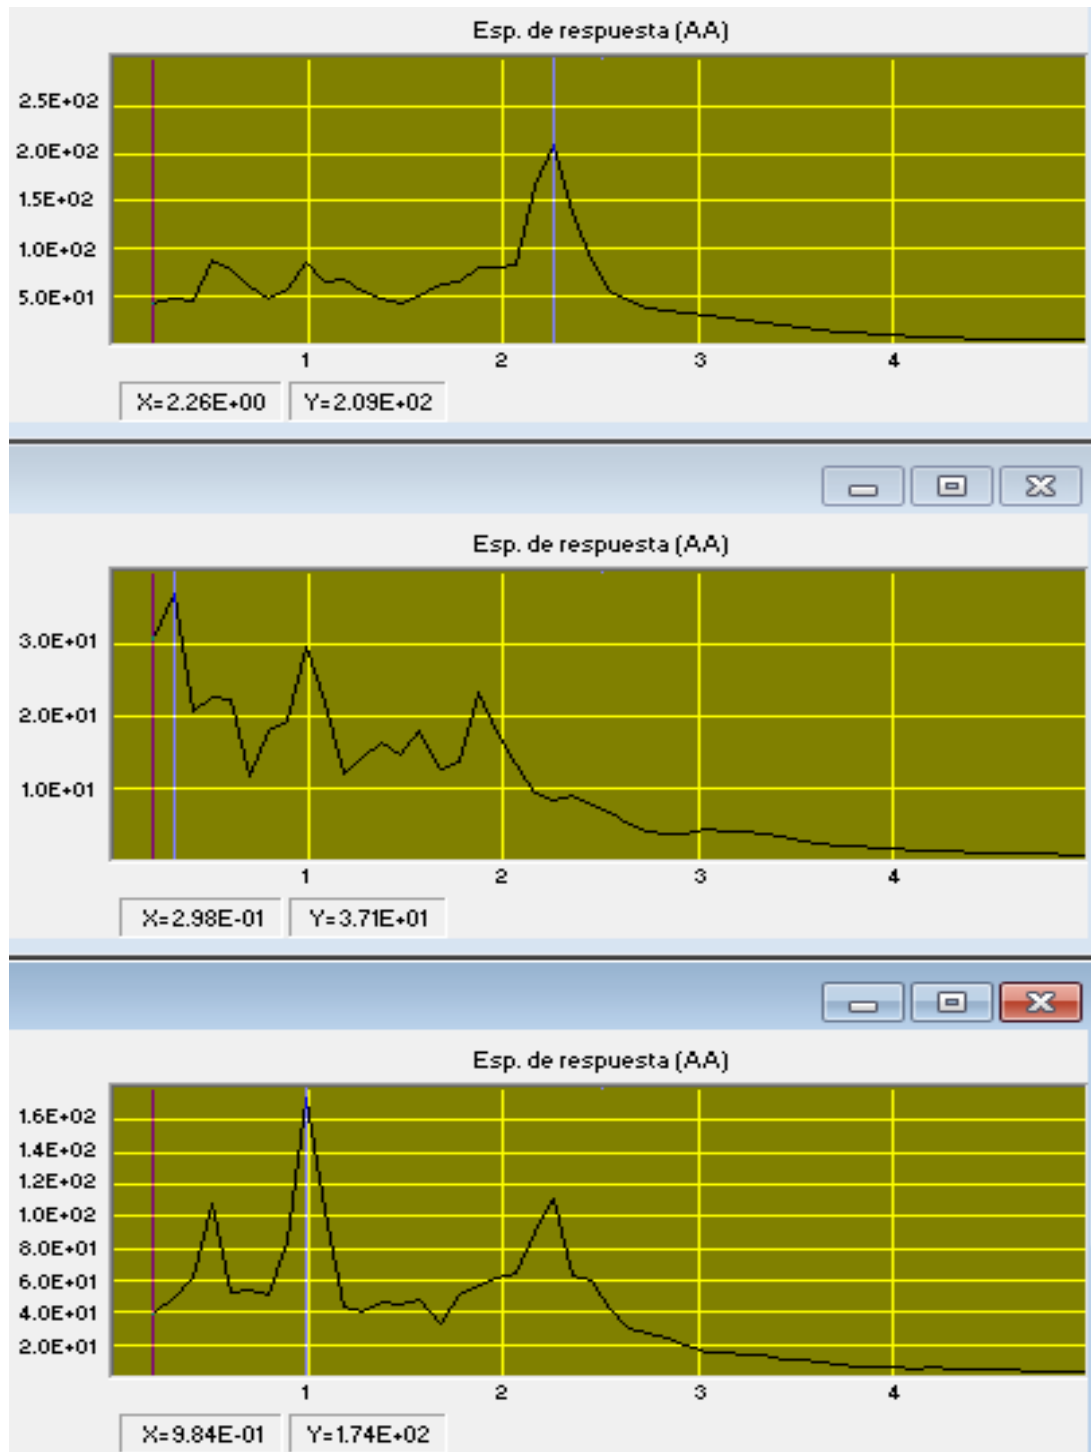 Esp. de respuesta (AA)
2.5E+02
2.0E+02
1.5E+02
1.0E+02
5.0E+01
1 2 3 4
X=2.26E+00 Y=2.09E+02
Esp. de respuesta (AA)
3.0E+01
2.0E+01
1.0E+01
1 2 3 4
X=2.98E-01 Y=3.71E+01
Esp. de respuesta (AA)
1.6E+02
1.4E+02
1.2E+02
1.0E+02
8.0E+01
6.0E+01
4.0E+01
2.0E+01
1 2 3 4
X=9.84E-01 Y=1.74E+02